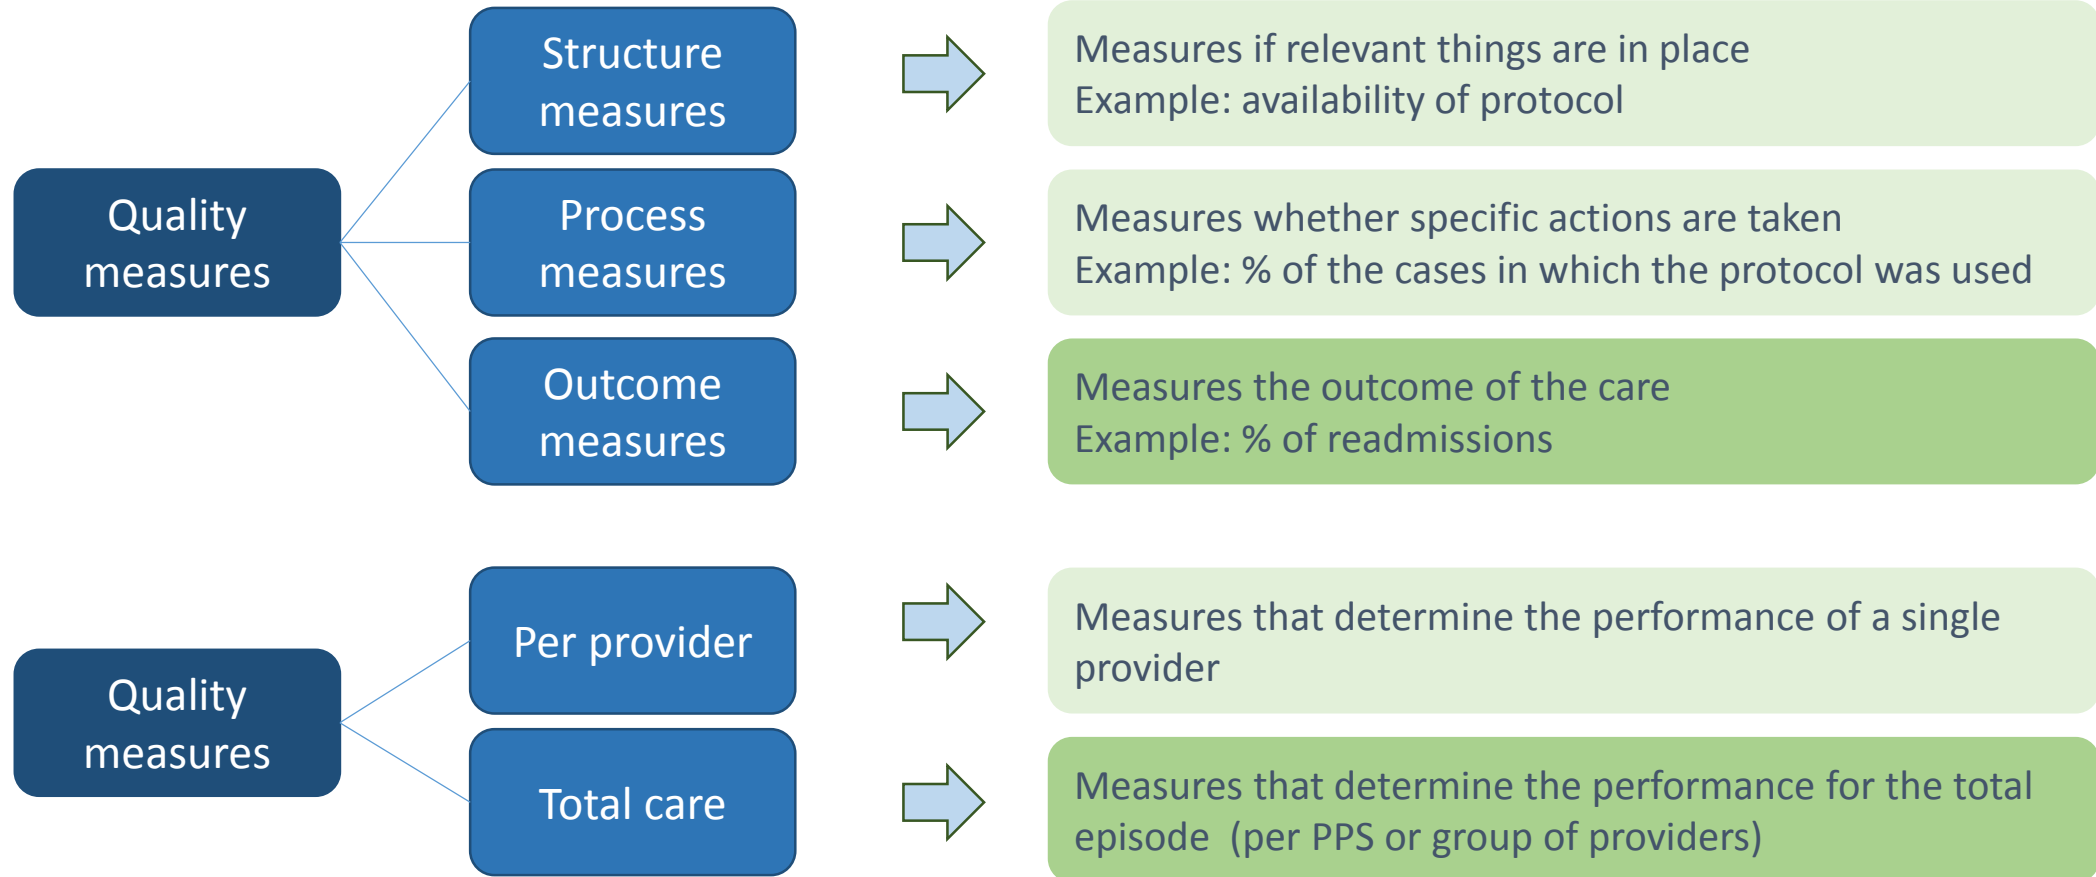 Structure
measures
Measures if relevant things are in place
Example: availability of protocol
Quality
measures
Process
measures
Measures whether specific actions are taken
Example: % of the cases in which the protocol was used
Outcome
measures
Measures the outcome of the care
Example: % of readmissions
Quality
measures
Per provider
Measures that determine the performance of a single
provider
Total care
Measures that determine the performance for the total
episode  (per PPS or group of providers)